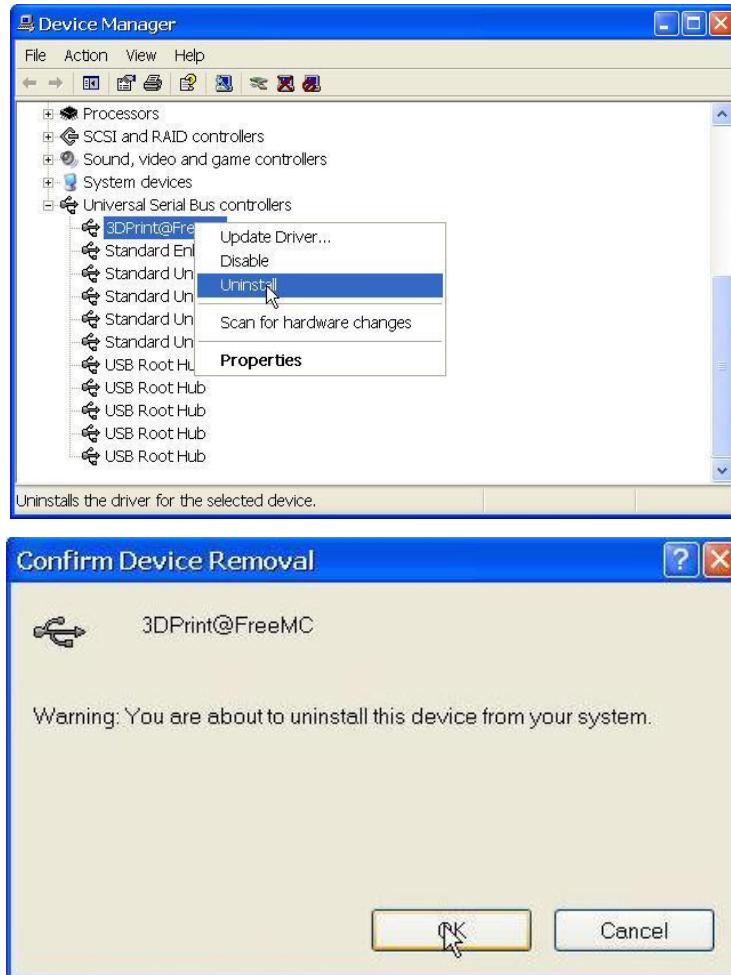 Device Manager
File Action View Help
Processors
SCSI and RAID controllers
Sound, video and game controllers
System devices
Universal Serial Bus controllers
3DPrint@Fre
Standard Enl
Standard Un
Standard Un
Standard Un
Standard Un
USB Root Hu
USB Root Hub
USB Root Hub
USB Root Hub
USB Root Hub
Update Driver...
Disable
Uninstall
Scan for hardware changes
Properties
Uninstalls the driver for the selected device.
Confirm Device Removal
3DPrint@FreeMC
Warning: You are about to uninstall this device from your system.
OK Cancel